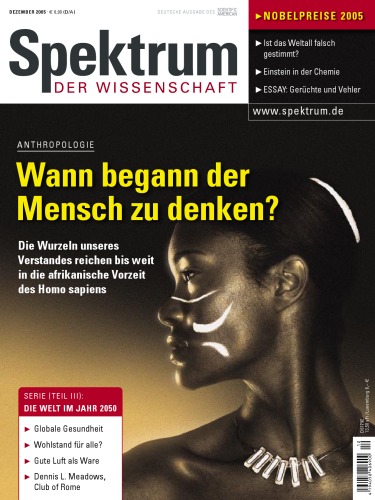 DEZEMBER 2005 · € 6,90 (D/A)
DEUTSCHE AUSGABE DES SCIENTIFIC AMERICAN
Spektrum
DER WISSENSCHAFT
▶NOBELPREISE 2005
▶ Ist das Weltall falsch
gestimmt?
▶ Einstein in der Chemie
▶ ESSAY: Gerüchte und Vehler
www.spektrum.de
ANTHROPOLOGIE
Wann begann der
Mensch zu denken?
Die Wurzeln unseres
Verstandes reichen bis weit
in die afrikanische Vorzeit
des Homo sapiens
SERIE (TEIL III):
DIE WELT IM JAHR 2050
▶ Globale Gesundheit
▶ Wohlstand für alle?
▶ Gute Luft als Ware
▶ Dennis L. Meadows,
Club of Rome